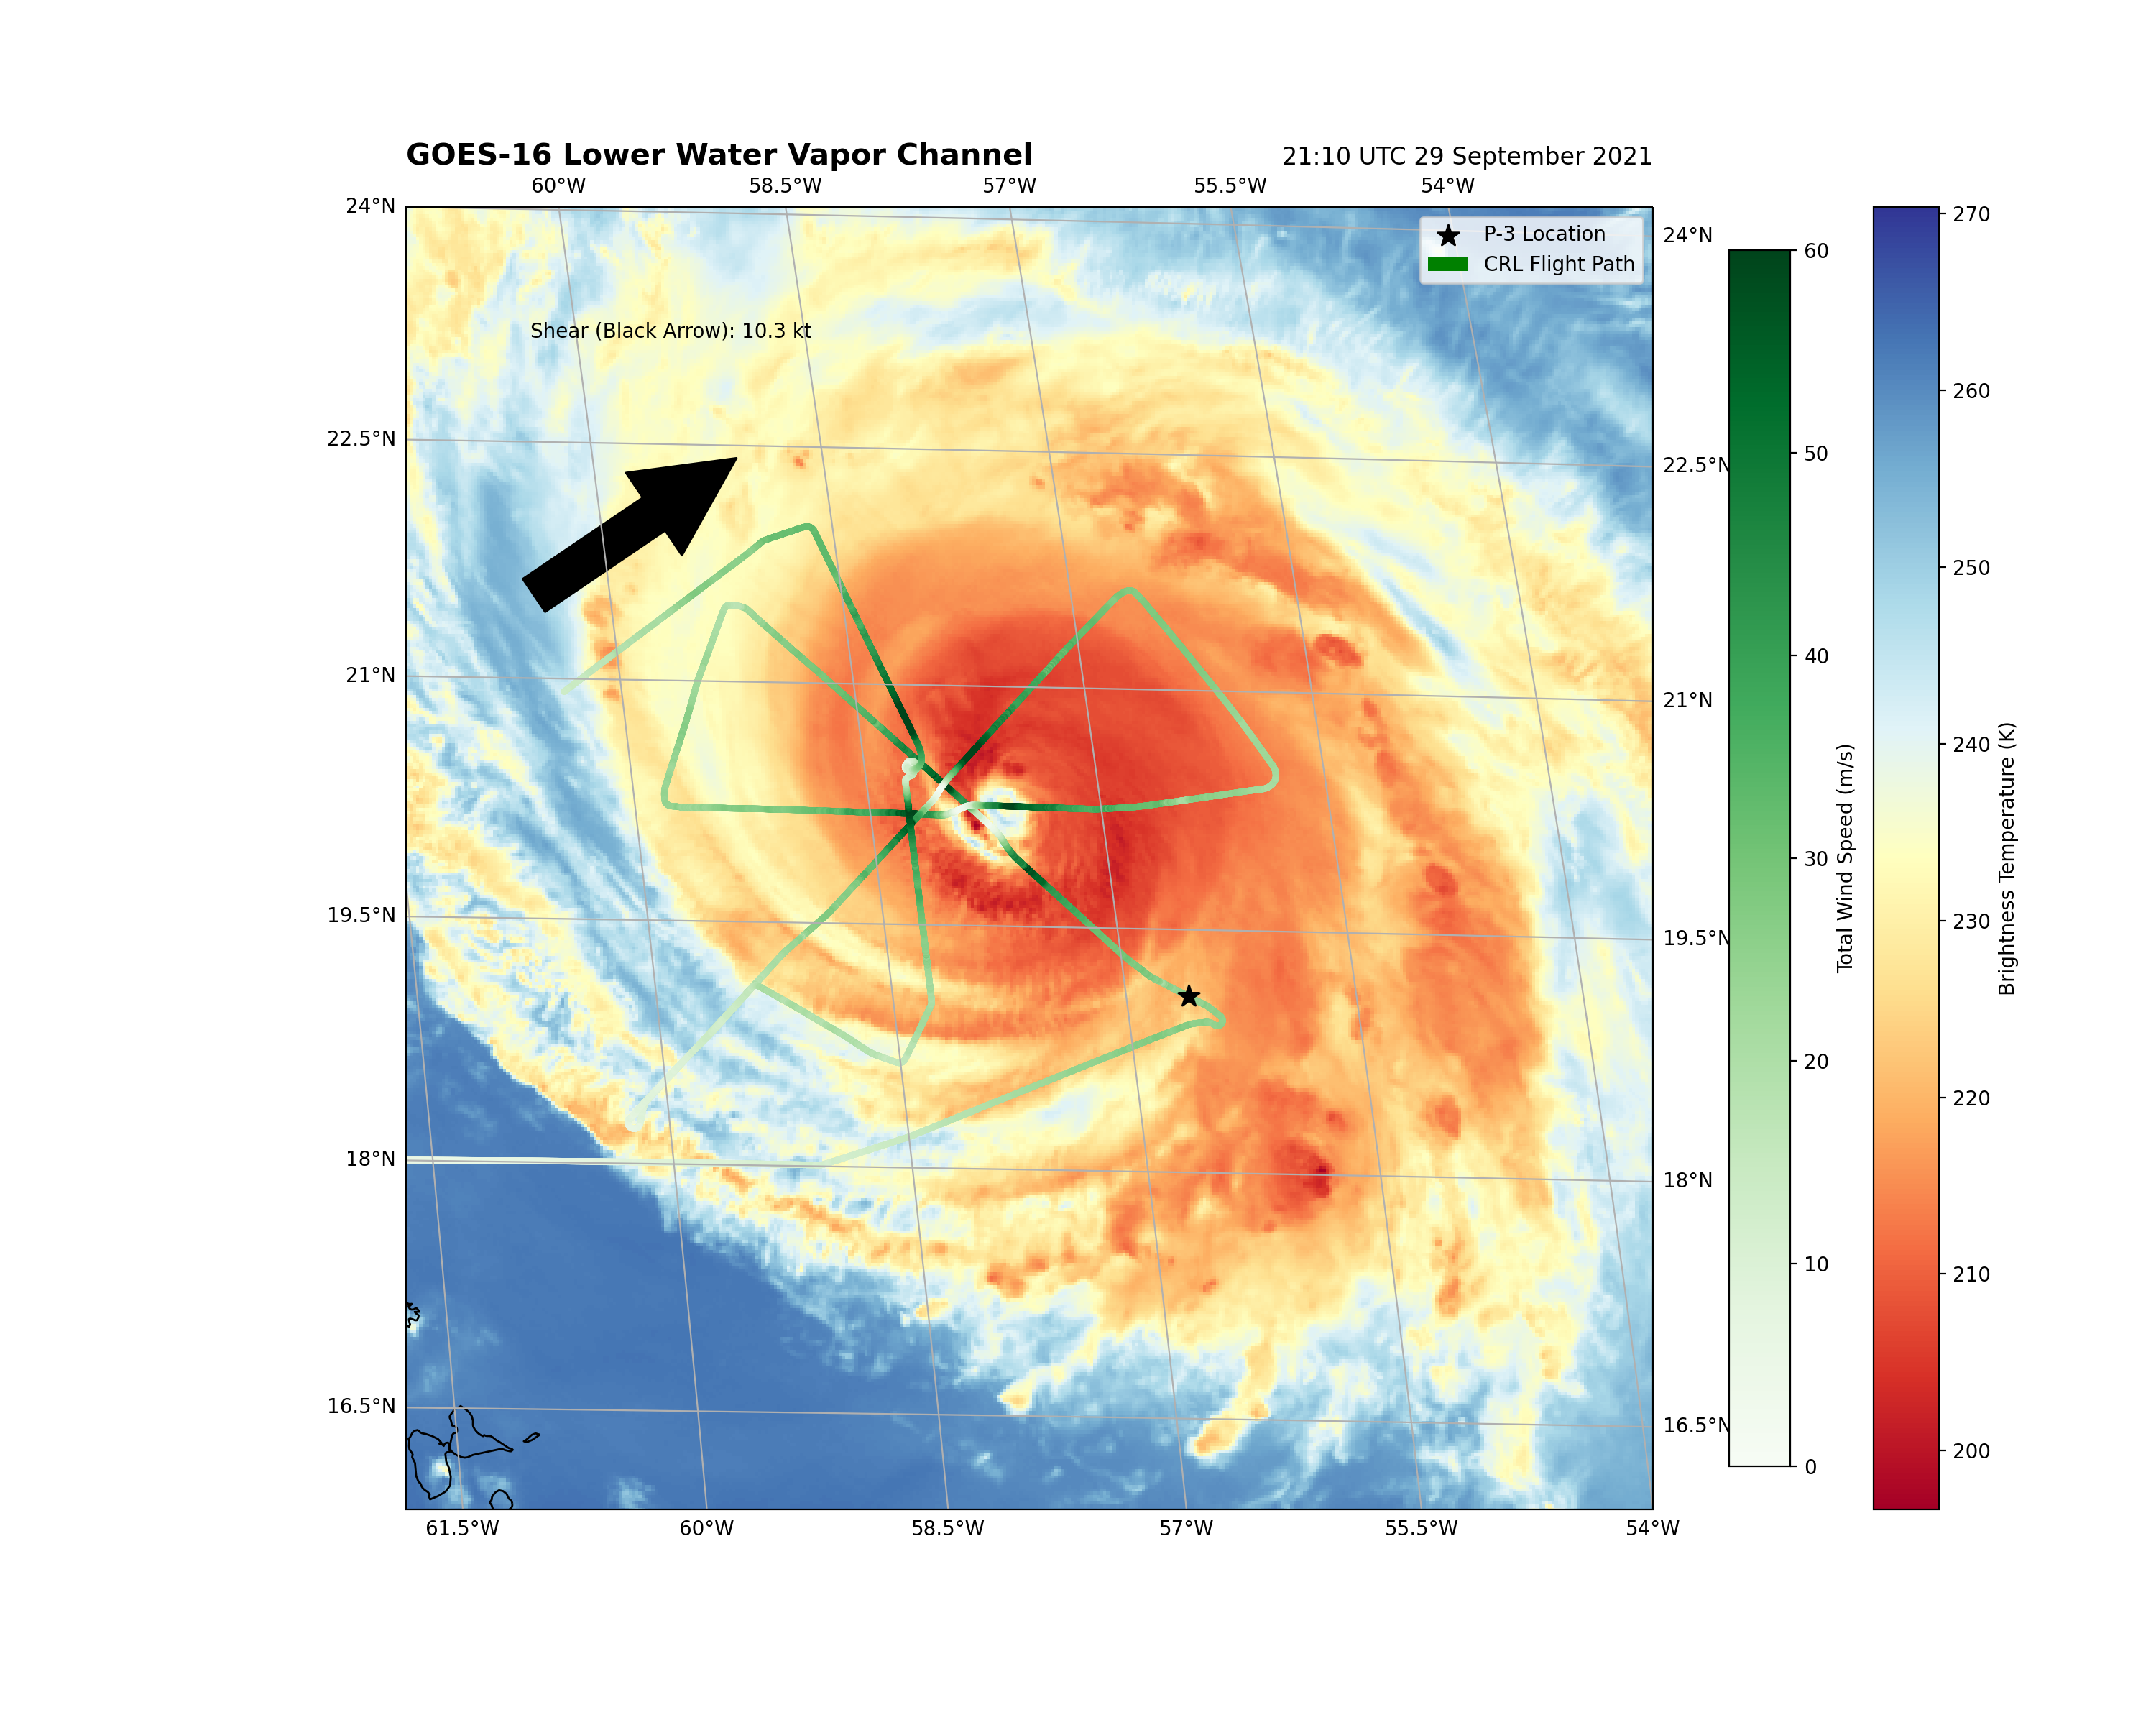 GOES-16 Lower Water Vapor Channel
21:10 UTC 29 September 2021
60°W 58.5°W 57°W 55.5°W 54°W
P-3 Location
CRL Flight Path
Shear (Black Arrow): 10.3 kt
24°N
22.5°N
21°N
19.5°N
18°N
16.5°N
24°N
22.5°N
21°N
19.5°N
18°N
16.5°N
61.5°W 60°W 58.5°W 57°W 55.5°W 54°W
60
50
40
30
20
10
0
Total Wind Speed (m/s)
270
260
250
240
230
220
210
200
Brightness Temperature (K)